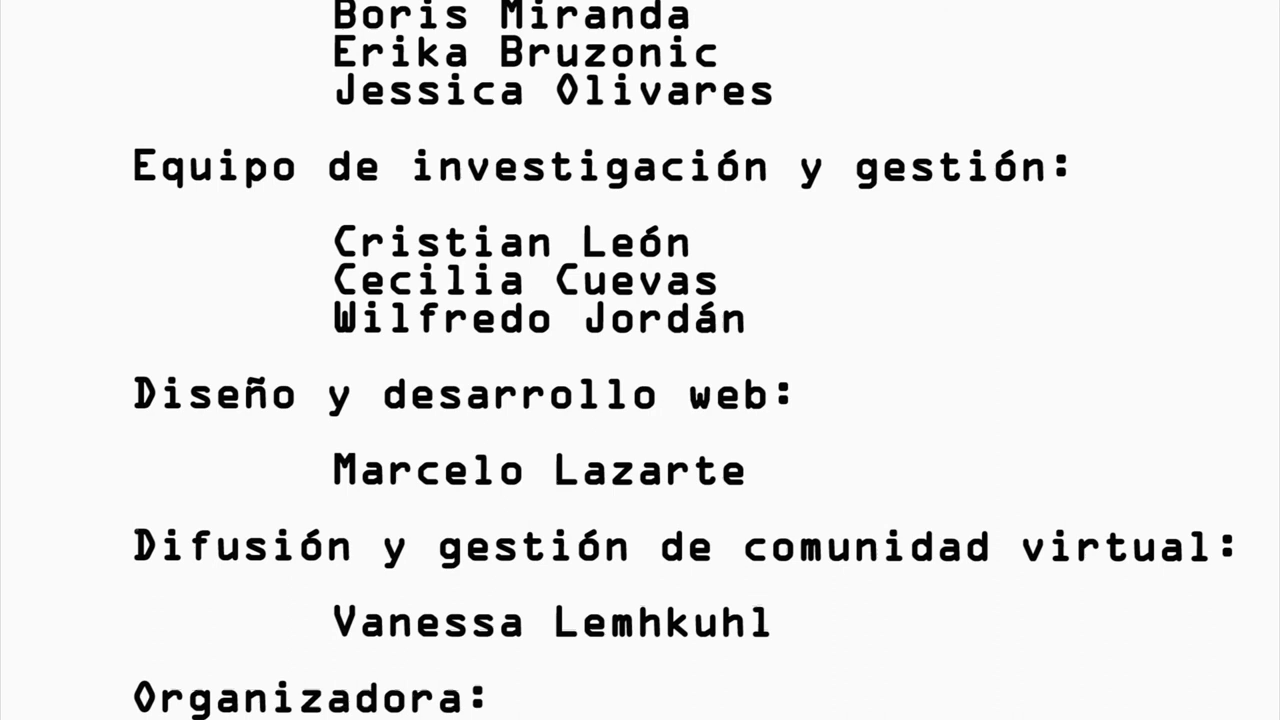 Boris Miranda
Erika Bruzonic
Jessica Olivares
Equipo de investigación y gestión:
Cristian León
Cecilia Cuevas
Wilfredo Jordán
Diseño y desarrollo web:
Marcelo Lazarte
Difusión y gestión de comunidad virtual:
Vanessa Lemhkuhl
Organizadora: